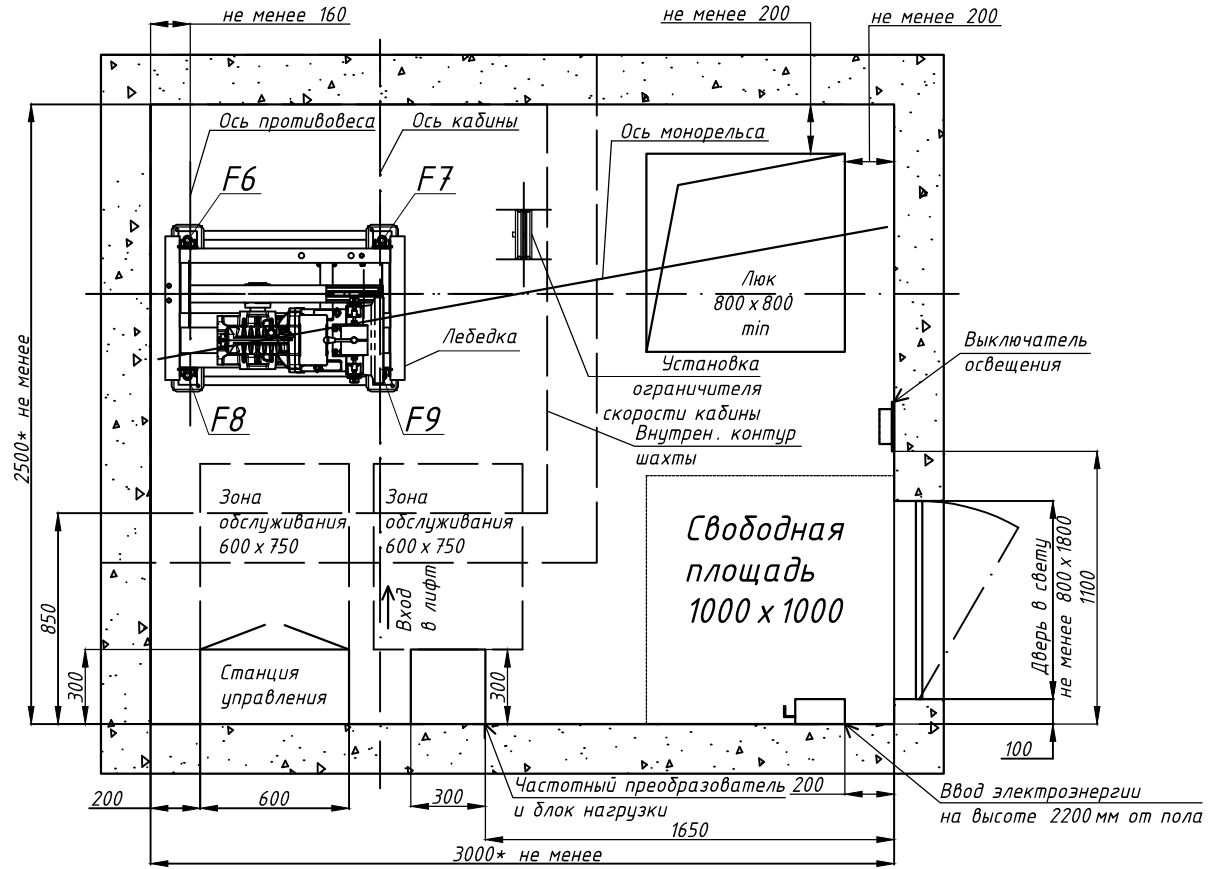 не менее 160
не менее 200
не менее 200
Ось противовеса
Ось кабины
Ось монорельса
F6
F7
Люк
800 x 800
min
Лебедка
Выключатель
освещения
Установка
ограничителя
скорости кабины
F8
F9
Внутрен. контур
шахты
2500* не менее
Зона
обслуживания
600 x 750
Зона
обслуживания
600 x 750
Свободная
площадь
1000 x 1000
Вход
в лифт
850
300
Станция
управления
300
Дверь в свету
не менее 800 x 1800
1100
100
200
600
300
Частотный преобразователь
и блок нагрузки
200
Ввод электроэнергии
на высоте 2200 мм от пола
1650
3000* не менее